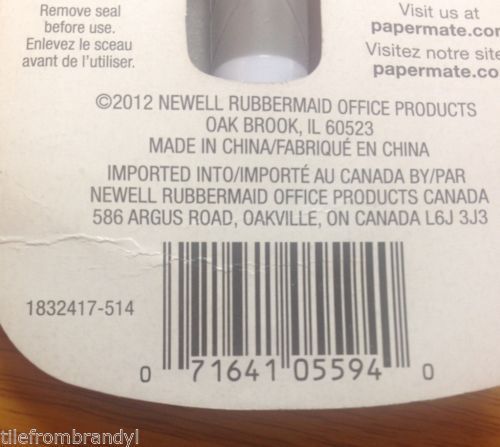 Remove seal
before use.
Enlevez le sceau
avant de l'utiliser.
Visit us at
papermate.com
Visitez notre site
papermate.com
©2012 NEWELL RUBBERMAID OFFICE PRODUCTS
OAK BROOK, IL 60523
MADE IN CHINA/FABRIQUÉ EN CHINA
IMPORTED INTO/IMPORTÉ AU CANADA BY/PAR
NEWELL RUBBERMAID OFFICE PRODUCTS CANADA
586 ARGUS ROAD, OAKVILLE, ON CANADA L6J 3J3
1832417-514
0 71641 05594 0
tilefrombrandyl